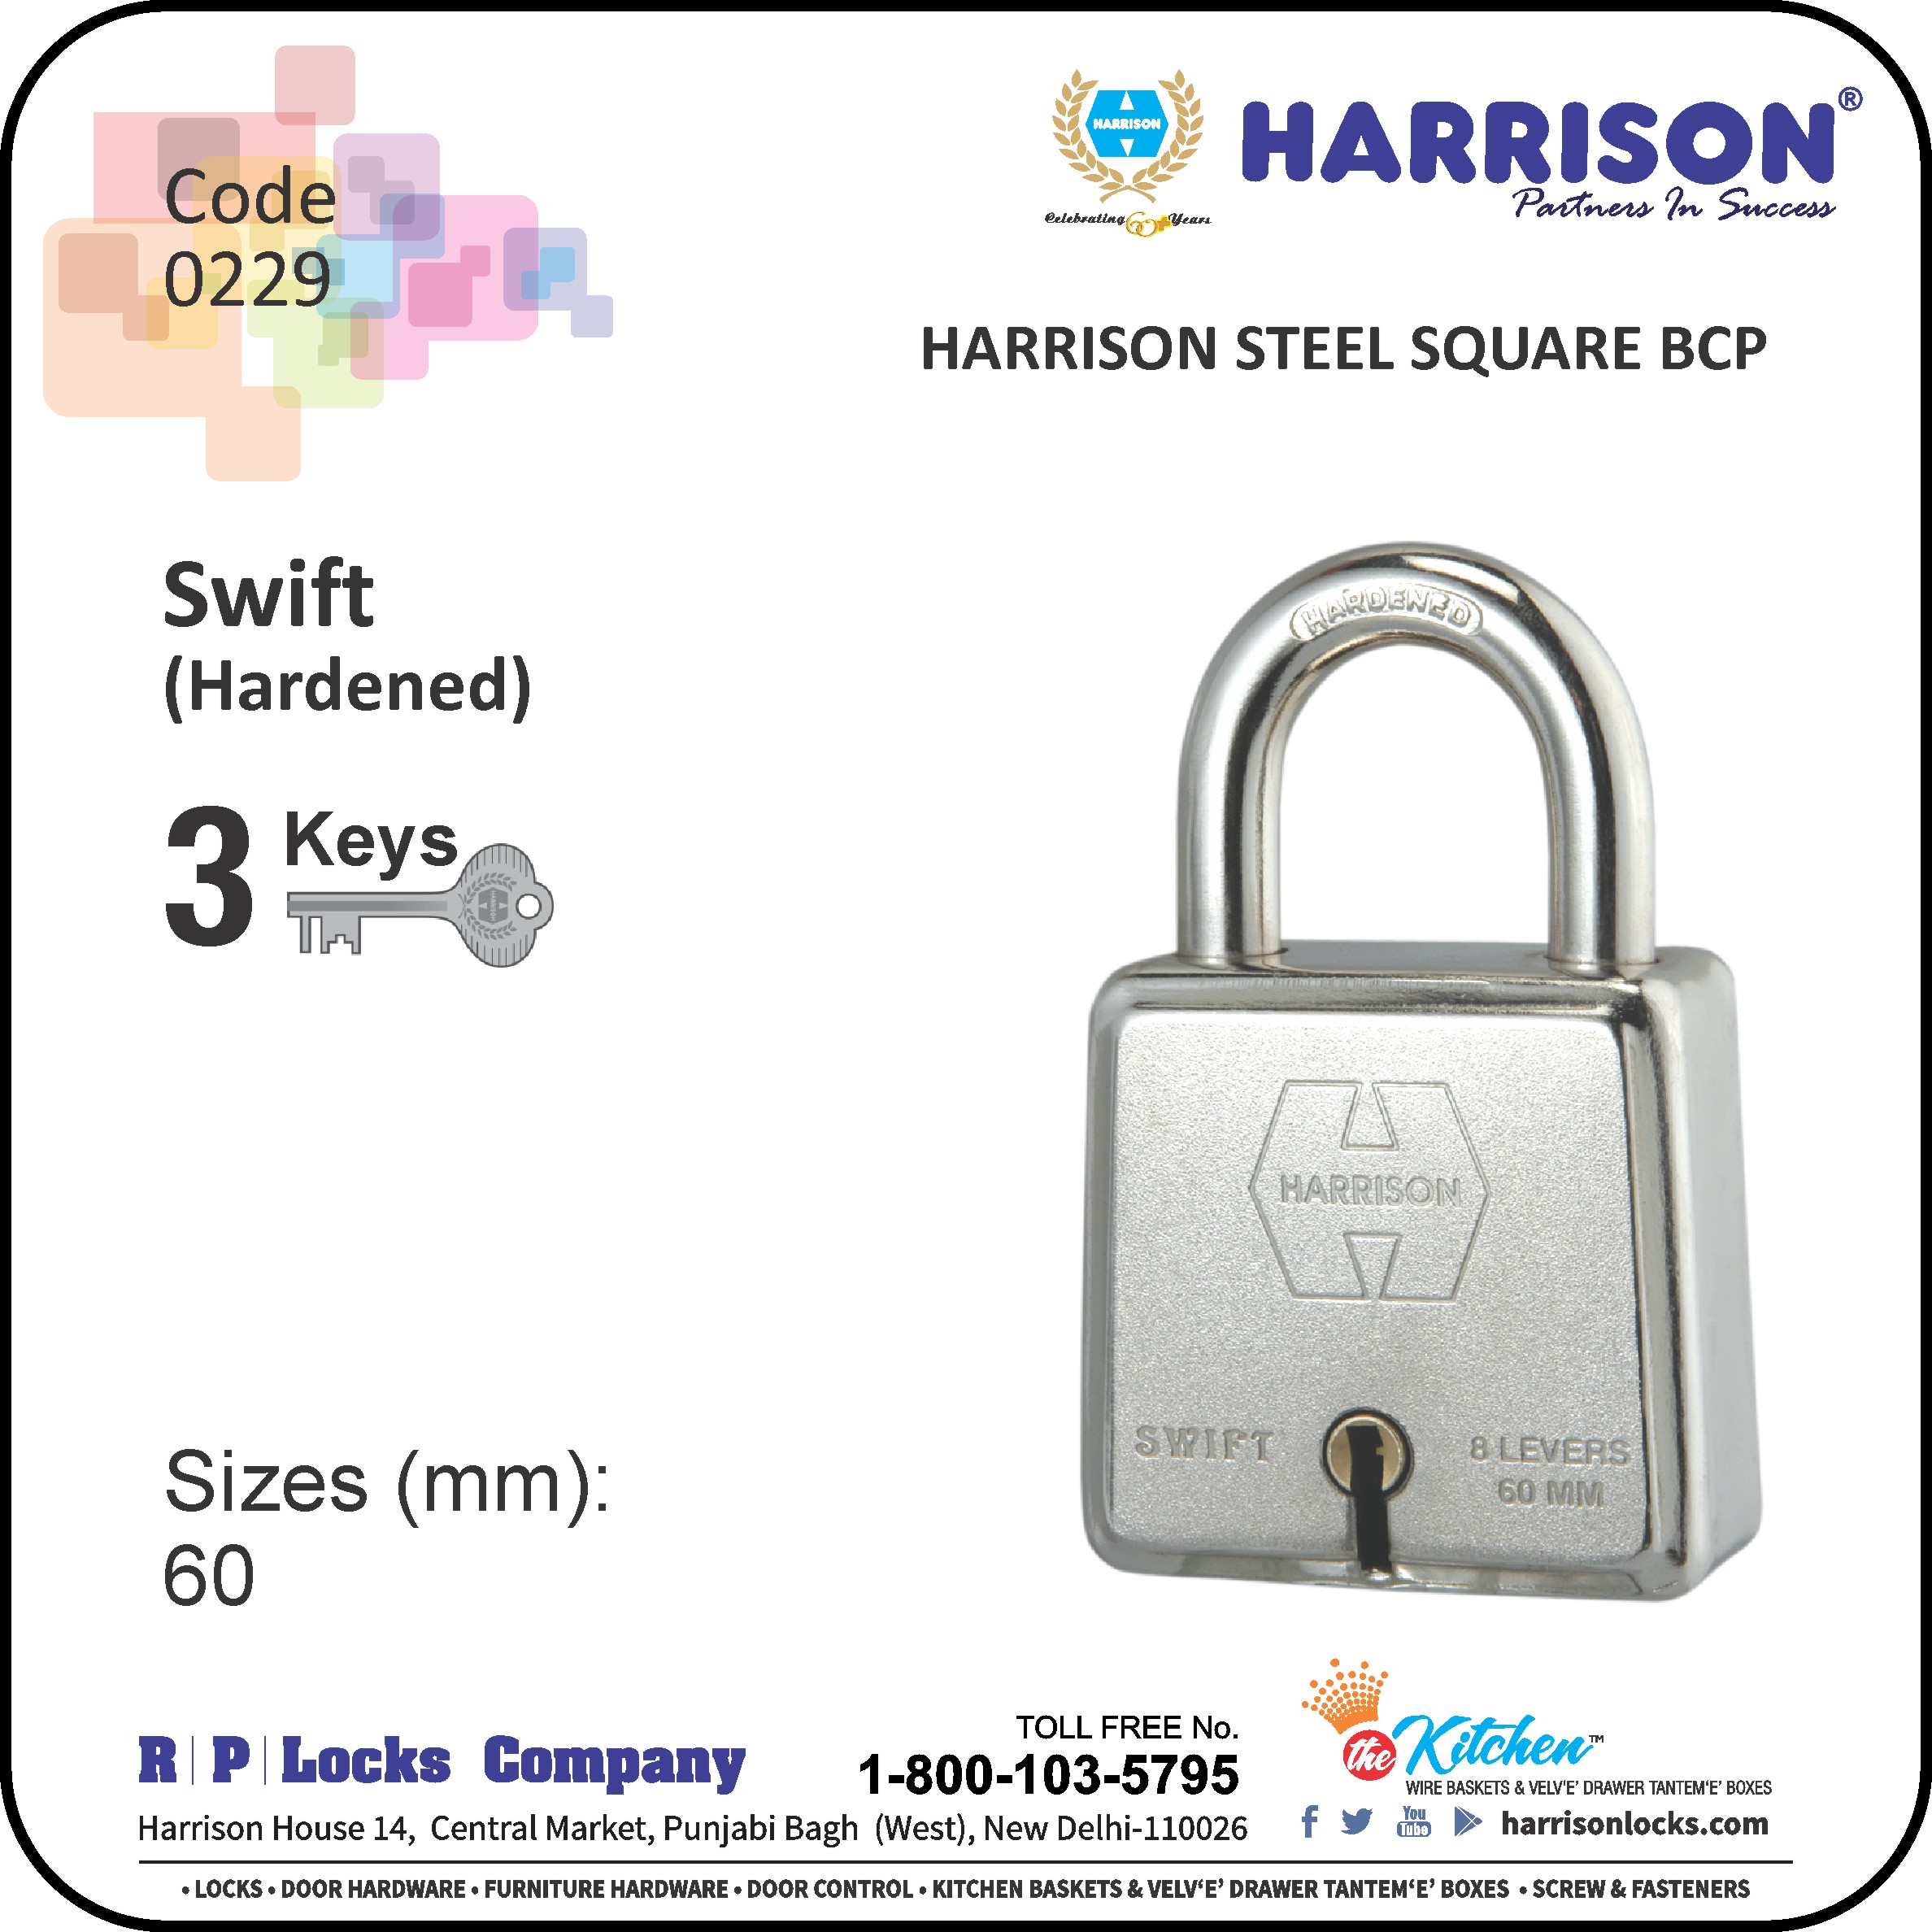 Code
0229
HARRISON
HARRISON®
Partners In Success
Celebrating 60+ Years
HARRISON STEEL SQUARE BCP
Swift
(Hardened)
3 Keys
HARRISON
HARDENED
HARRISON
SWIFT
8 LEVERS
60 MM
Sizes (mm):
60
R P Locks Company
TOLL FREE No.
1-800-103-5795
the Kitchen™
WIRE BASKETS & VELV'E' DRAWER TANTEM'E' BOXES
Harrison House 14, Central Market, Punjabi Bagh (West), New Delhi-110026
f You Tube harrisonlocks.com
• LOCKS • DOOR HARDWARE • FURNITURE HARDWARE • DOOR CONTROL • KITCHEN BASKETS & VELV‘E’ DRAWER TANTEM‘E’ BOXES • SCREW & FASTENERS